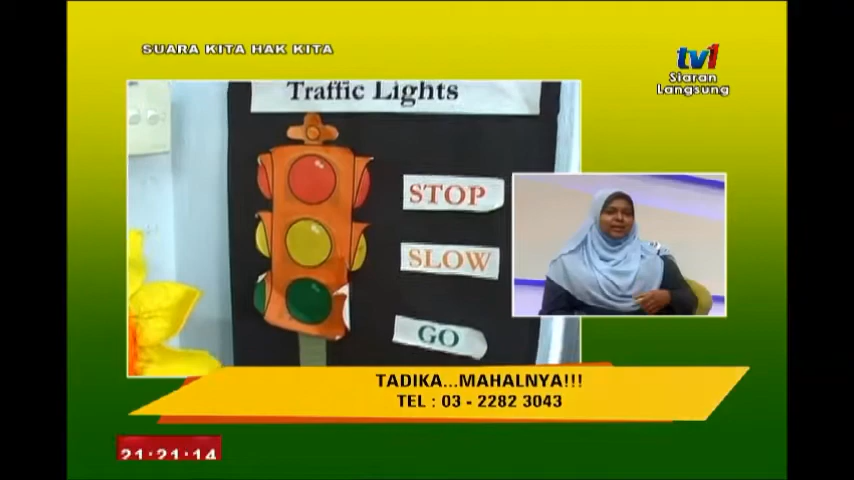 SUARA KITA HAK KITA
tv1
Siaran
Langsung
Traffic Lights
STOP
SLOW
GO
TADIKA...MAHALNYA!!!
TEL : 03 - 2282 3043
21:21:14